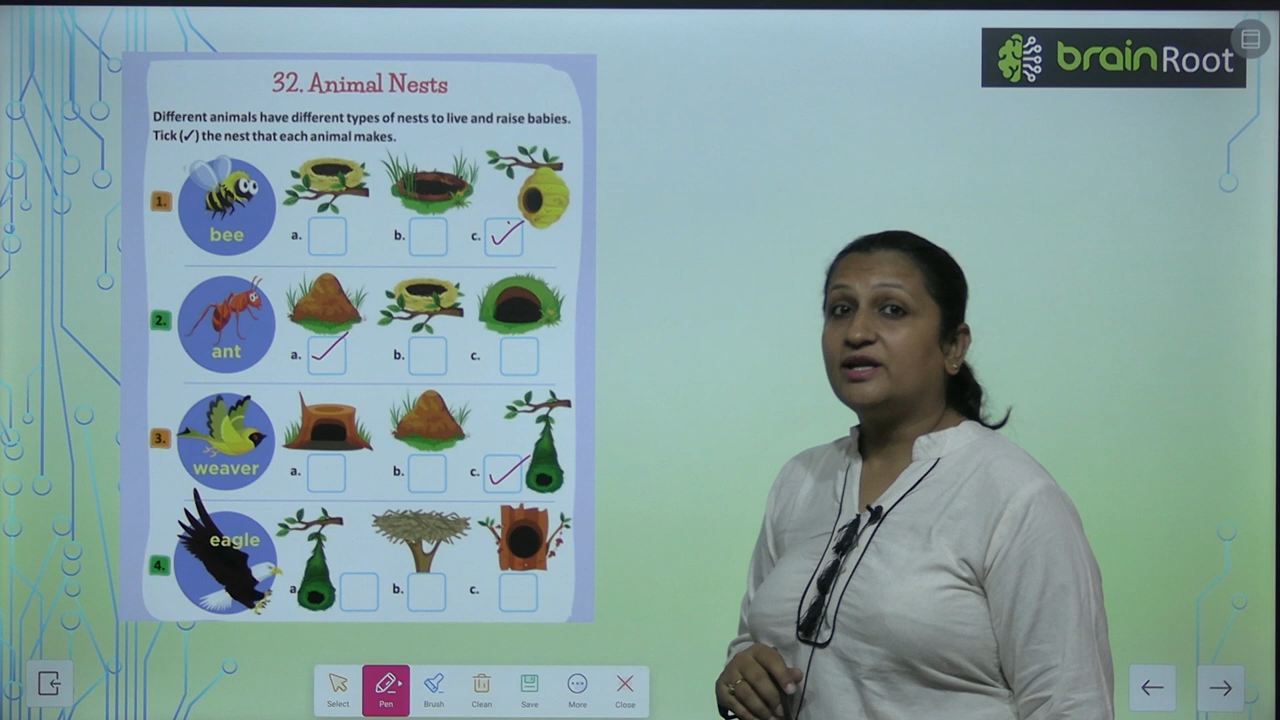 brainRoot
32. Animal Nests
Different animals have different types of nests to live and raise babies.
Tick (✓) the nest that each animal makes.
1.
bee
a.
b.
c. ✓
2.
ant
a. ✓
b.
c.
3.
weaver
a.
b.
c. ✓
4.
eagle
a
b.
c.
Select
Pen
Brush
Clean
Save
More
Close